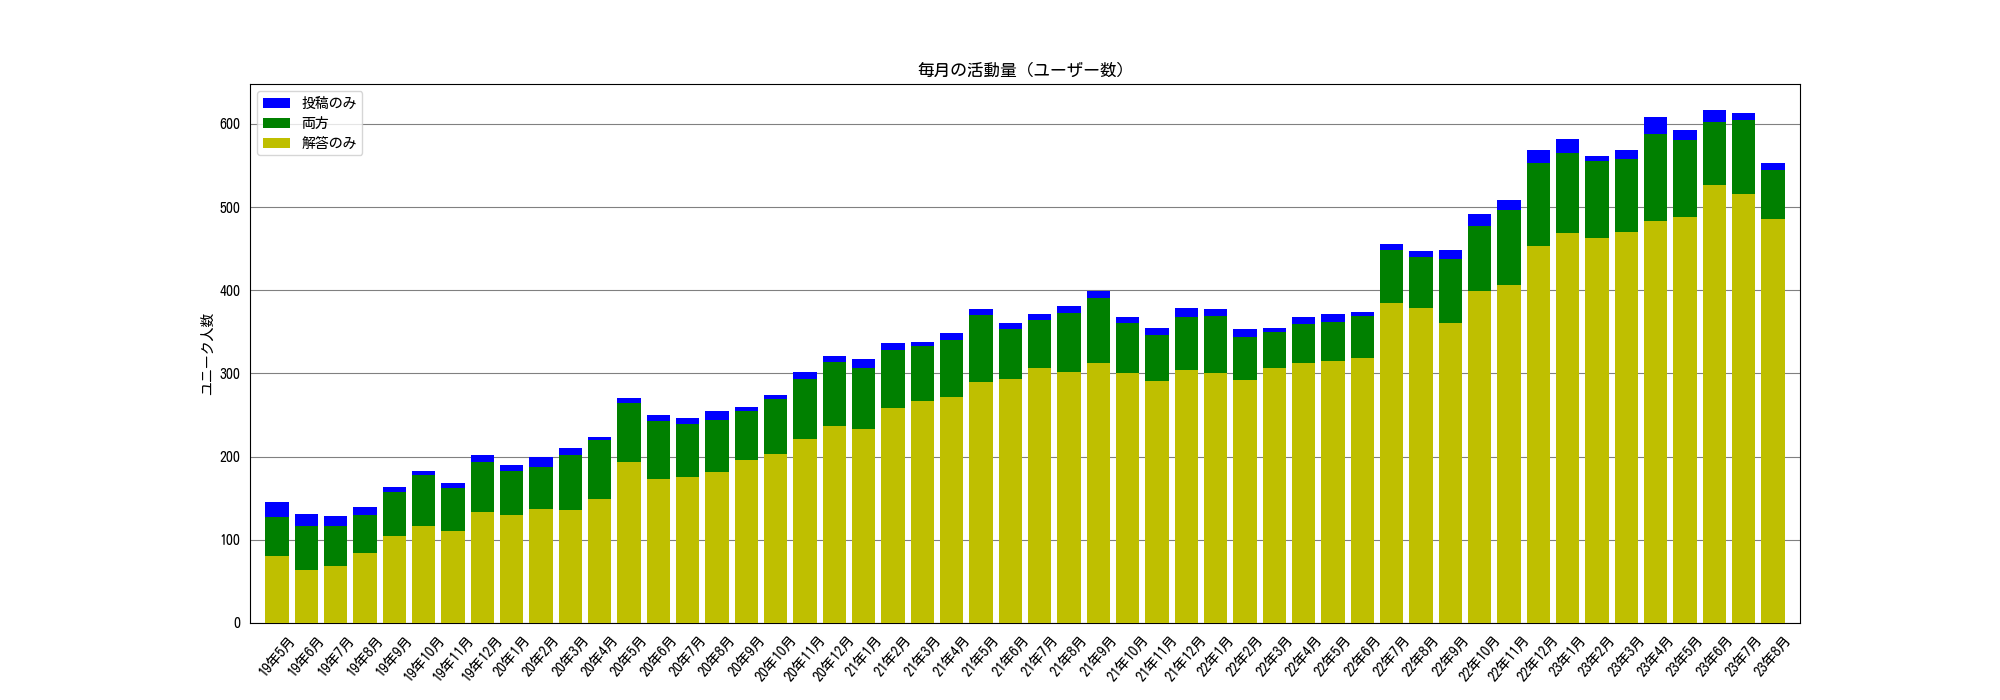 毎月の活動量（ユーザー数）
投稿のみ
両方
解答のみ
ユニーク人数
600
500
400
300
200
100
0
19年5月
19年6月
19年7月
19年8月
19年9月
19年10月
19年11月
19年12月
20年1月
20年2月
20年3月
20年4月
20年5月
20年6月
20年7月
20年8月
20年9月
20年10月
20年11月
20年12月
21年1月
21年2月
21年3月
21年4月
21年5月
21年6月
21年7月
21年8月
21年9月
21年10月
21年11月
21年12月
22年1月
22年2月
22年3月
22年4月
22年5月
22年6月
22年7月
22年8月
22年9月
22年10月
22年11月
22年12月
23年1月
23年2月
23年3月
23年4月
23年5月
23年6月
23年7月
23年8月